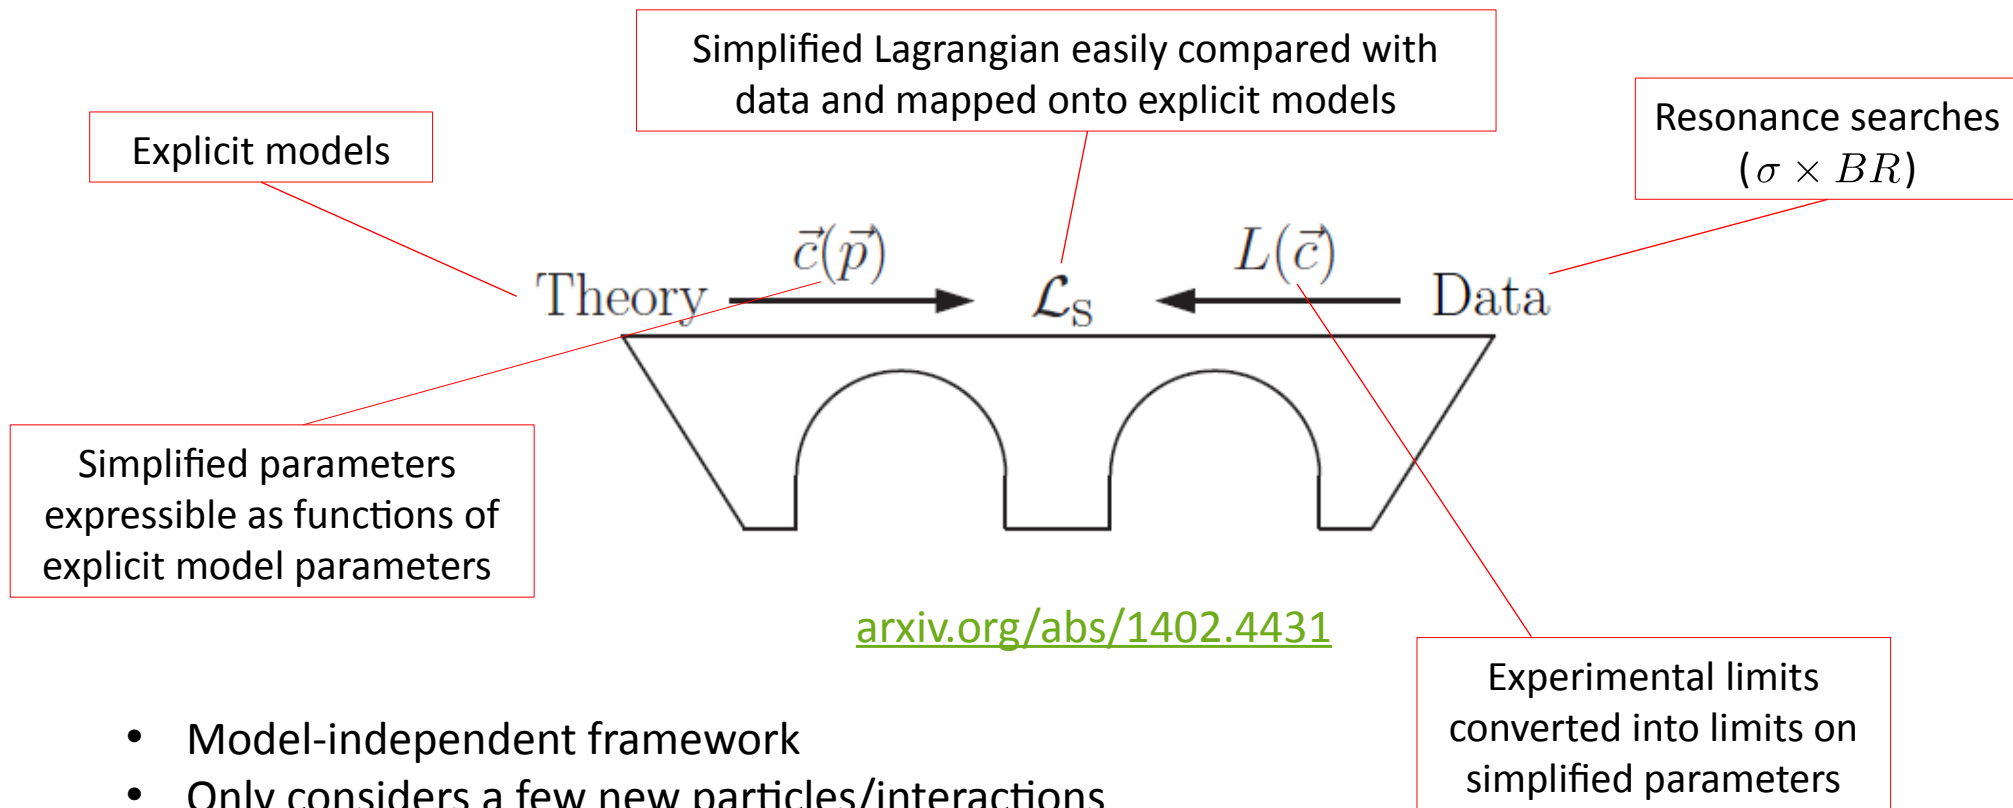 Simplified Lagrangian easily compared with
data and mapped onto explicit models
Explicit models
Resonance searches
(σ × BR)
Theory
c⃗(p⃗)
ℒ_S
L(c⃗)
Data
Simplified parameters
expressible as functions of
explicit model parameters
arxiv.org/abs/1402.4431
Experimental limits
converted into limits on
simplified parameters
• Model-independent framework
• Only considers a few new particles/interactions